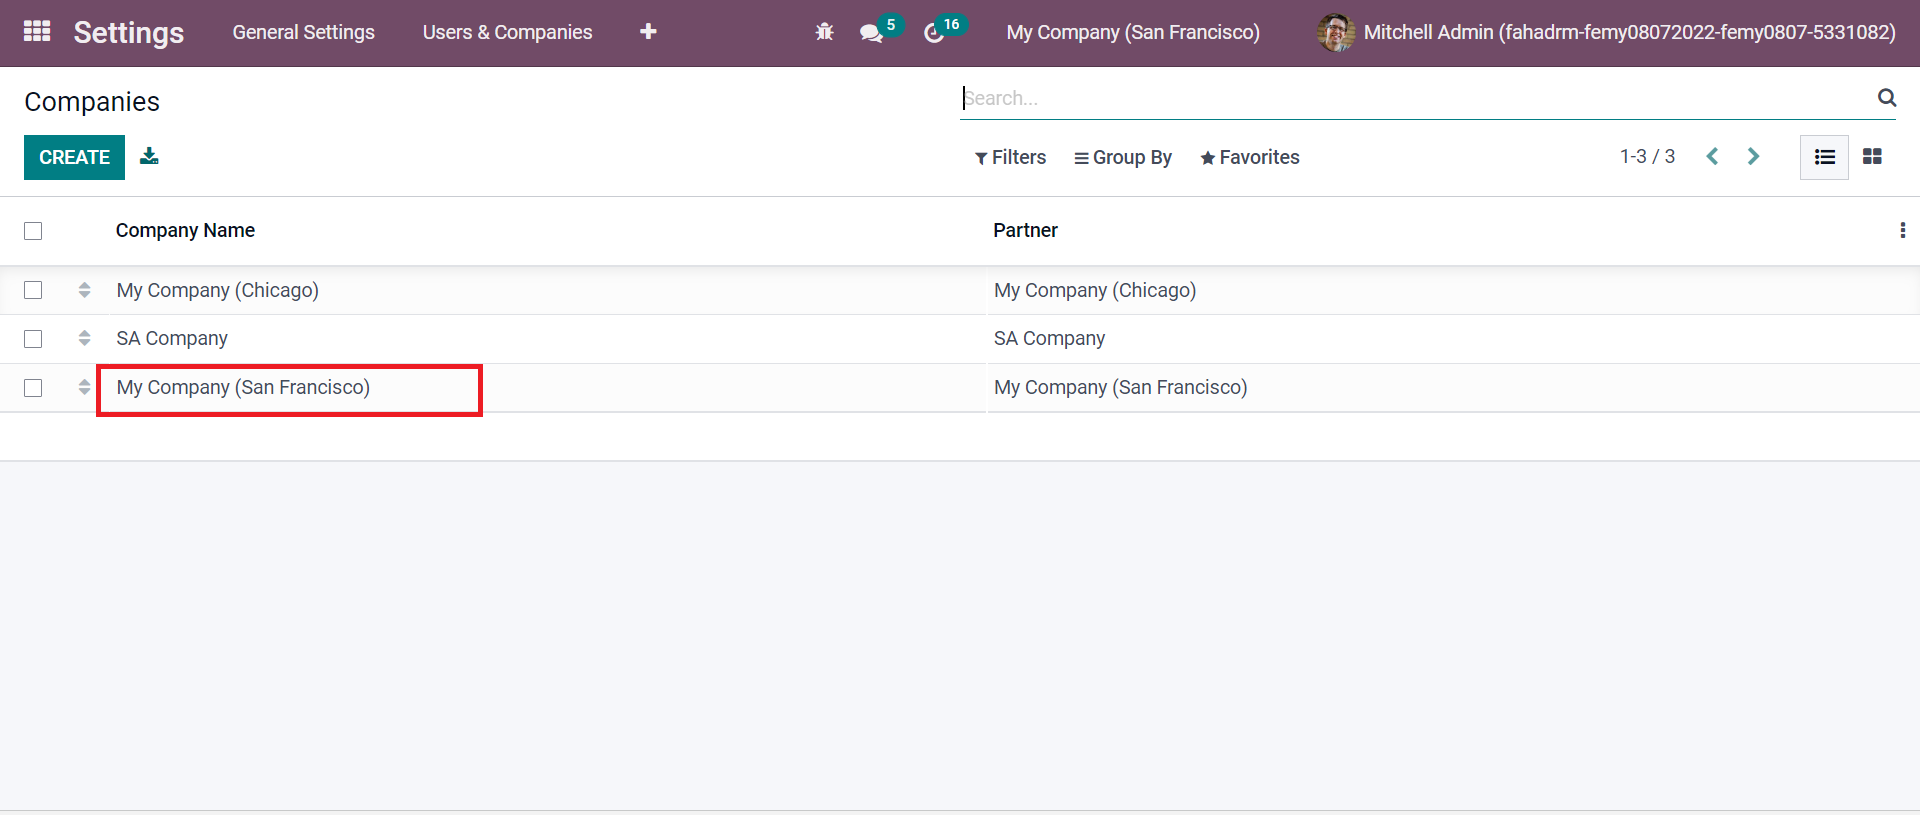 Settings General Settings Users & Companies 5 16 My Company (San Francisco) Mitchell Admin (fahadrm-femy08072022-femy0807-5331082)
Companies Search...
CREATE Filters Group By Favorites 1-3 / 3
Company Name Partner
My Company (Chicago) My Company (Chicago)
SA Company SA Company
My Company (San Francisco) My Company (San Francisco)